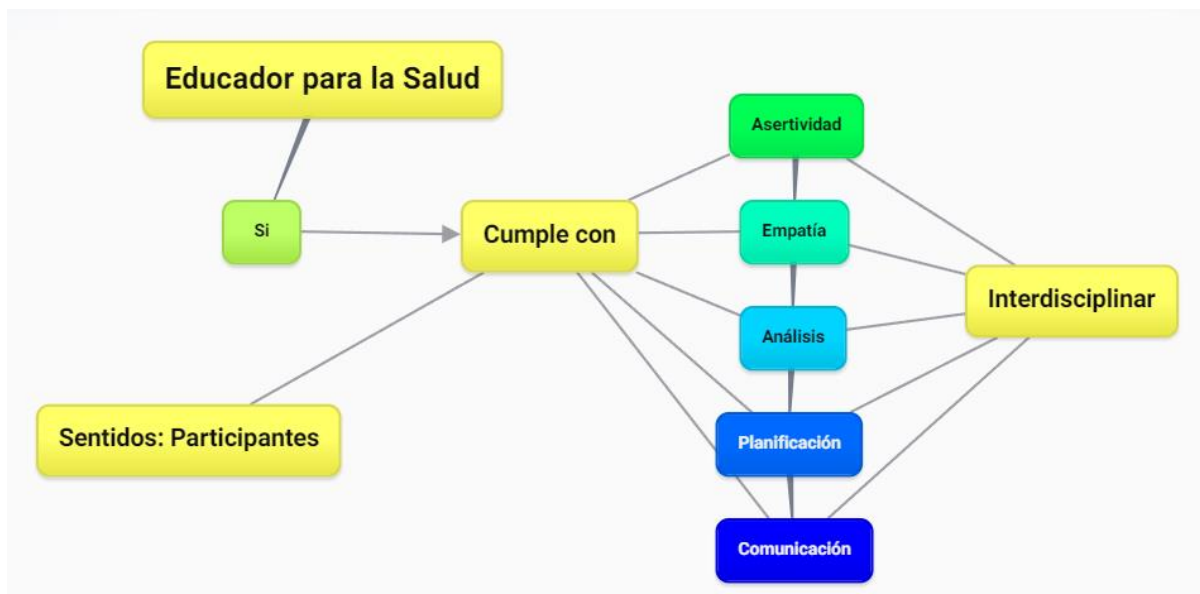 Educador para la Salud
Si
Cumple con
Sentidos: Participantes
Asertividad
Empatía
Análisis
Planificación
Comunicación
Interdisciplinar